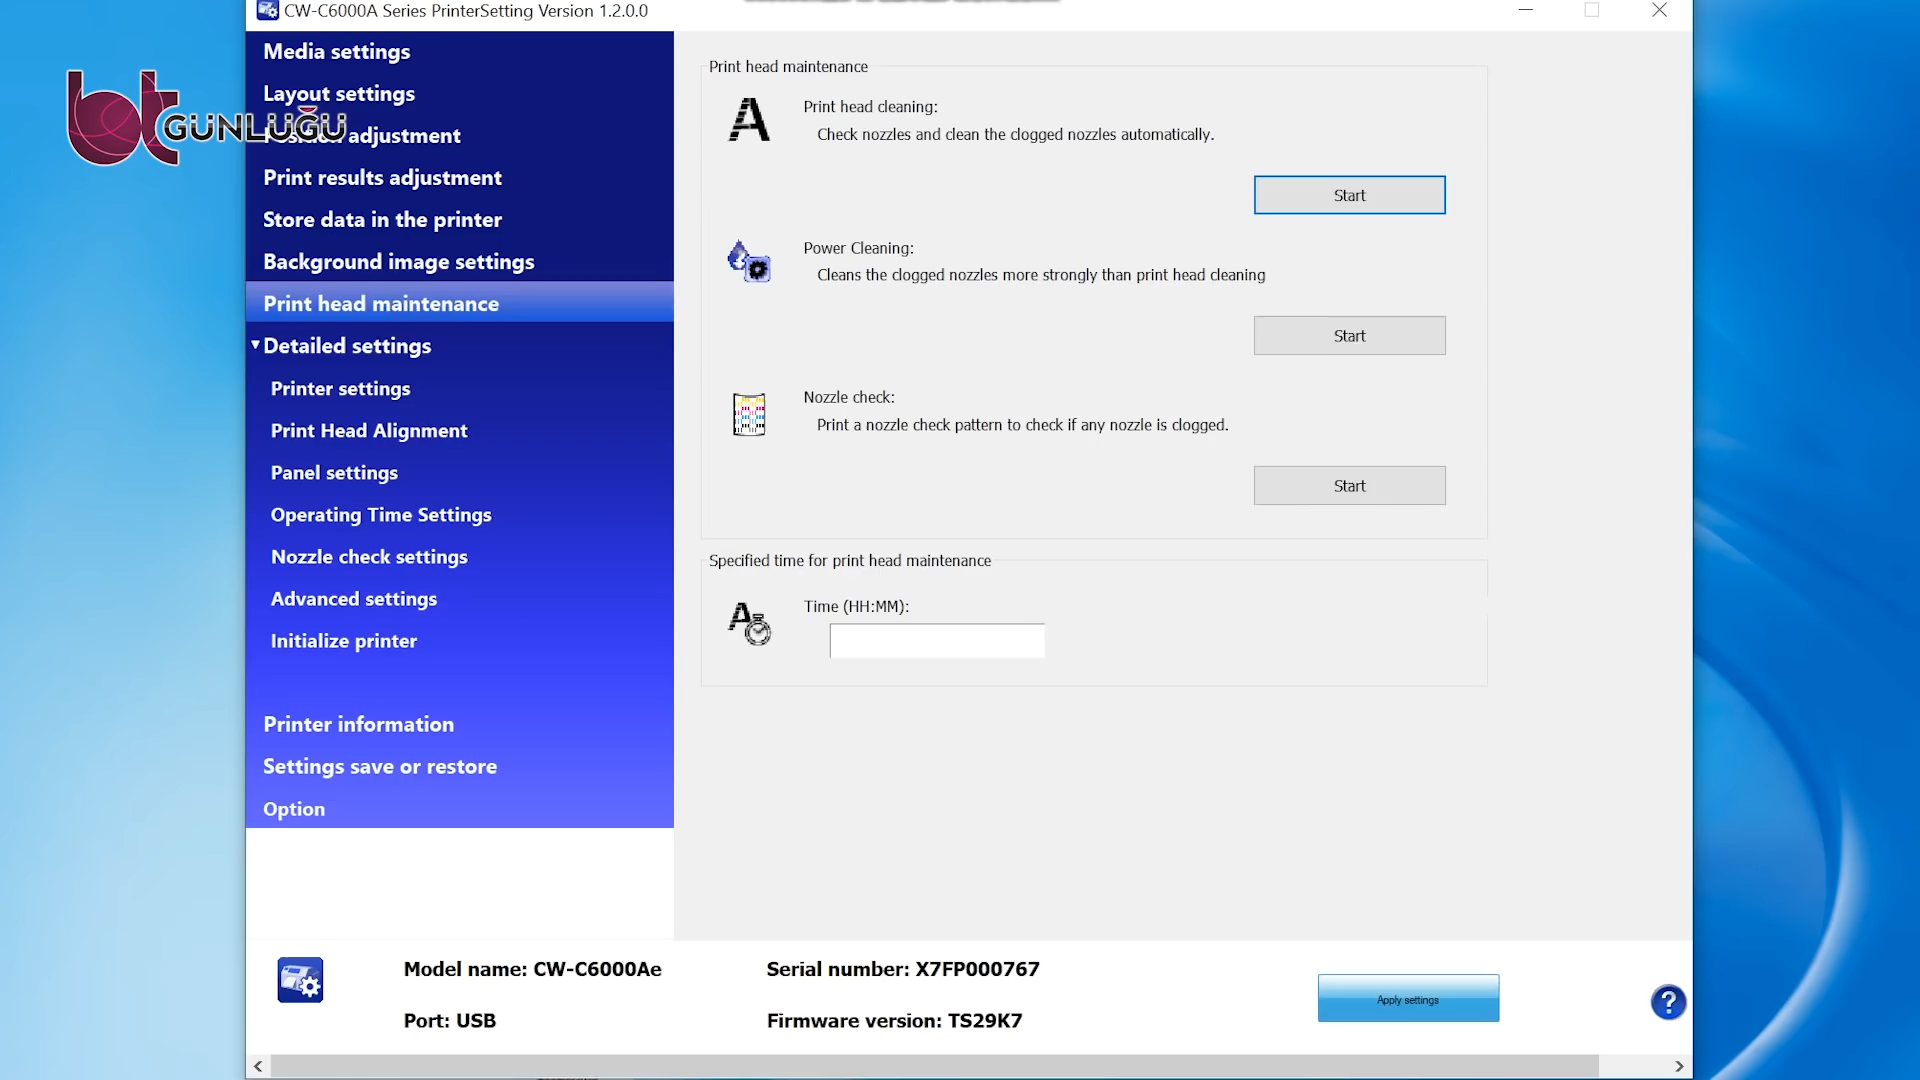 CW-C6000A Series PrinterSetting Version 1.2.0.0
Media settings
Layout settings
bt GÜNLÜĞÜ
adjustment
Print results adjustment
Store data in the printer
Background image settings
Print head maintenance
Detailed settings
Printer settings
Print Head Alignment
Panel settings
Operating Time Settings
Nozzle check settings
Advanced settings
Initialize printer
Printer information
Settings save or restore
Option
Print head maintenance
A
Print head cleaning:
Check nozzles and clean the clogged nozzles automatically.
Start
Power Cleaning:
Cleans the clogged nozzles more strongly than print head cleaning
Start
Nozzle check:
Print a nozzle check pattern to check if any nozzle is clogged.
Start
Specified time for print head maintenance
A
Time (HH:MM):
Model name: CW-C6000Ae
Serial number: X7FP000767
Port: USB
Firmware version: TS29K7
Apply settings
?